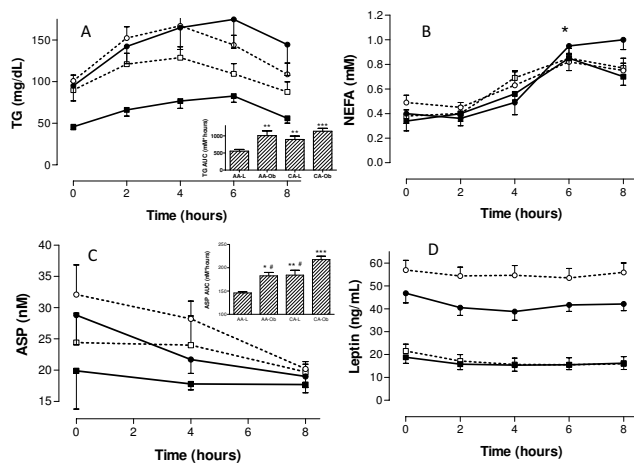 A
TG (mg/dL)
150
100
50
0
0 2 4 6 8
Time (hours)
TG AUC (mM*hours)
1000
500
0
** ** ***
AA-L AA-Ob CA-L CA-Ob
B
NEFA (mM)
*
1.0
0.8
0.6
0.4
0.2
0.0
0 2 4 6 8
Time (hours)
C
ASP (nM)
40
35
30
25
20
15
0 4 8
Time (hours)
ASP AUC (nM*hours)
250
200
150
100
* # ** # ***
AA-L AA-Ob CA-L CA-Ob
D
Leptin (ng/mL)
70
60
50
40
30
20
10
0
0 2 4 6 8
Time (hours)